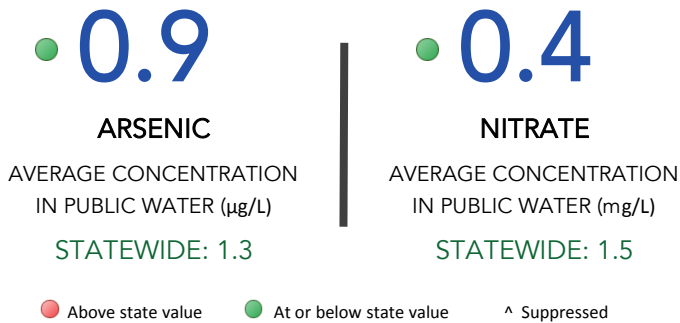 0.9
ARSENIC
AVERAGE CONCENTRATION
IN PUBLIC WATER (µg/L)
STATEWIDE: 1.3
0.4
NITRATE
AVERAGE CONCENTRATION
IN PUBLIC WATER (mg/L)
STATEWIDE: 1.5
Above state value
At or below state value
^ Suppressed